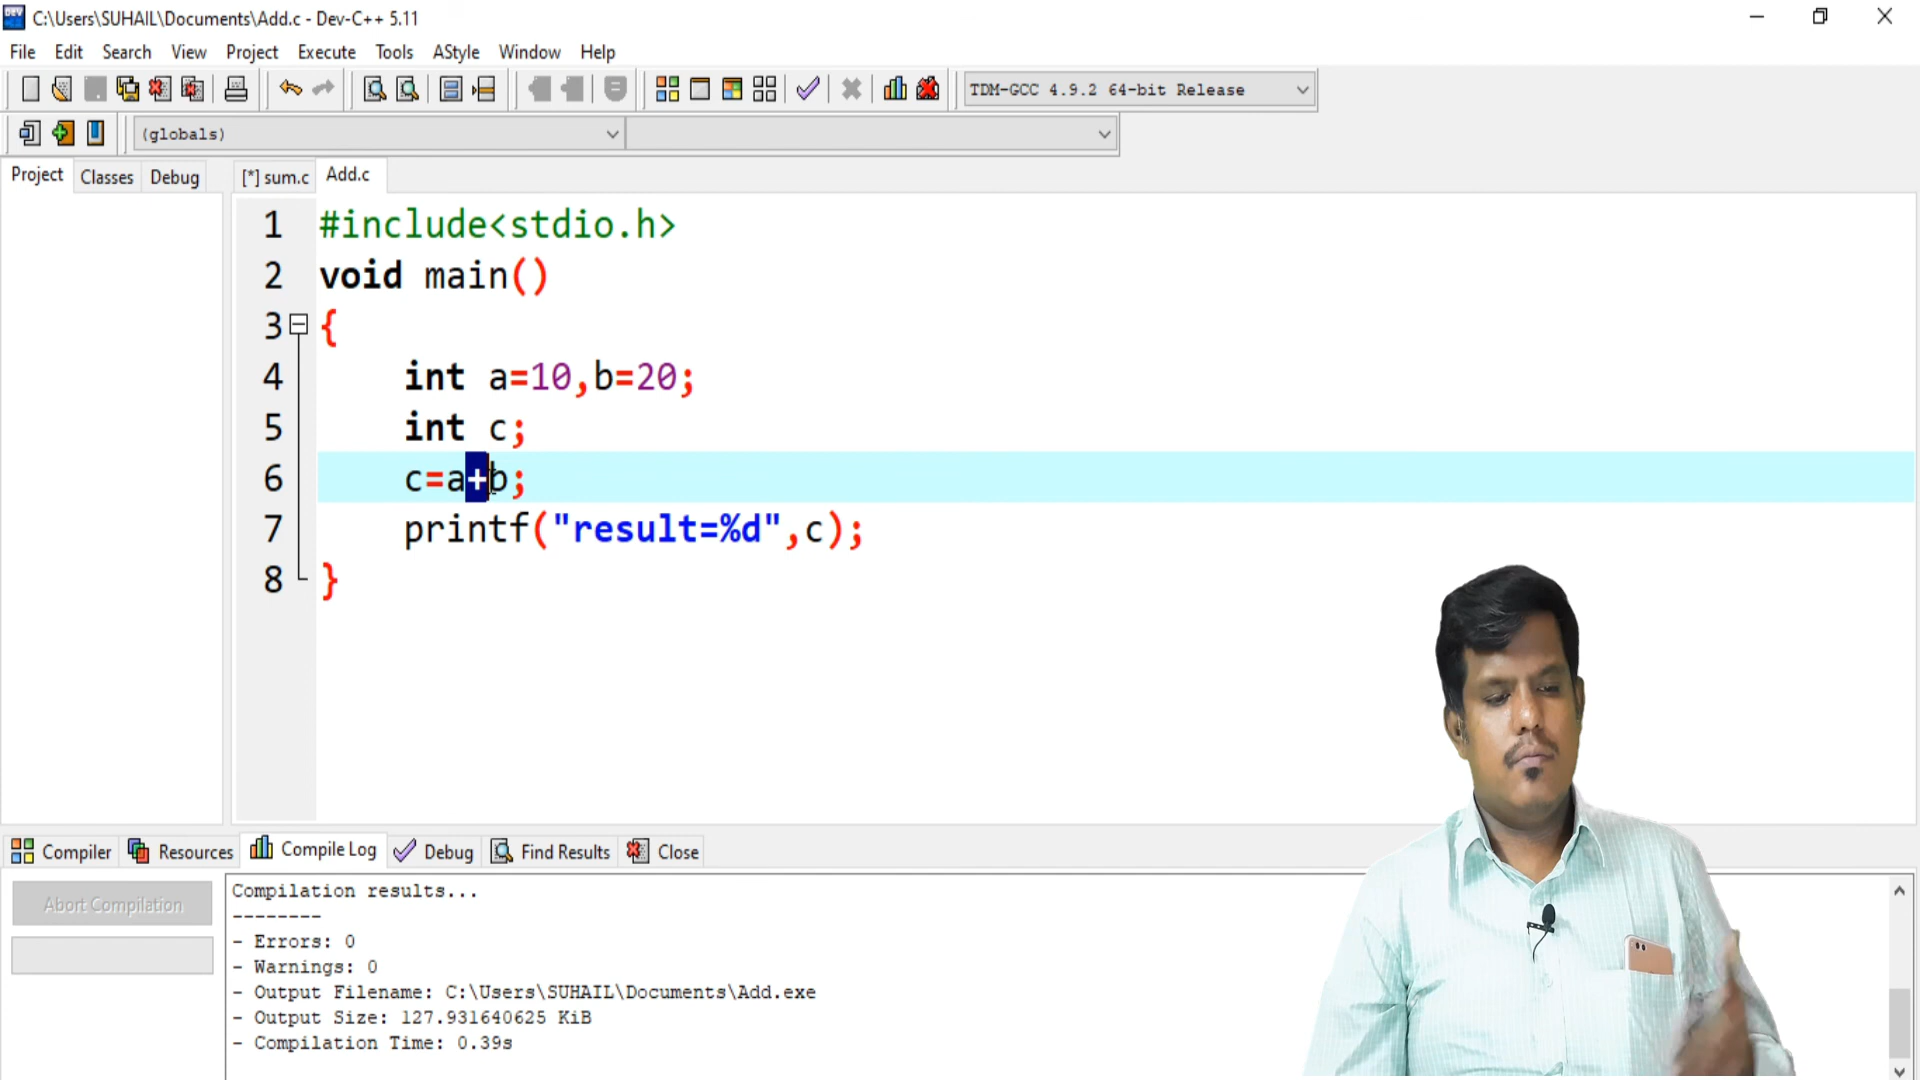 C:\Users\SUHAIL\Documents\Add.c - Dev-C++ 5.11
File Edit Search View Project Execute Tools AStyle Window Help
TDM-GCC 4.9.2 64-bit Release
(globals)
Project Classes Debug [*] sum.c Add.c
1 #include<stdio.h>
2 void main()
3 {
4 int a=10,b=20;
5 int c;
6 c=a+b;
7 printf("result=%d",c);
8 }
Compiler Resources Compile Log Debug Find Results Close
Abort Compilation
Compilation results...
--------
- Errors: 0
- Warnings: 0
- Output Filename: C:\Users\SUHAIL\Documents\Add.exe
- Output Size: 127.931640625 KiB
- Compilation Time: 0.39s